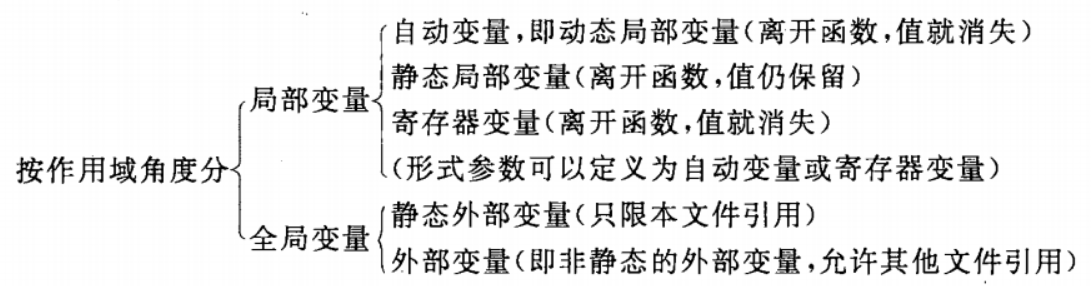 自动变量,即动态局部变量(离开函数,值就消失)
静态局部变量(离开函数,值仍保留)
局部变量
寄存器变量(离开函数,值就消失)
按作用域角度分
(形式参数可以定义为自动变量或寄存器变量)
静态外部变量(只限本文件引用)
全局变量
外部变量(即非静态的外部变量,允许其他文件引用)